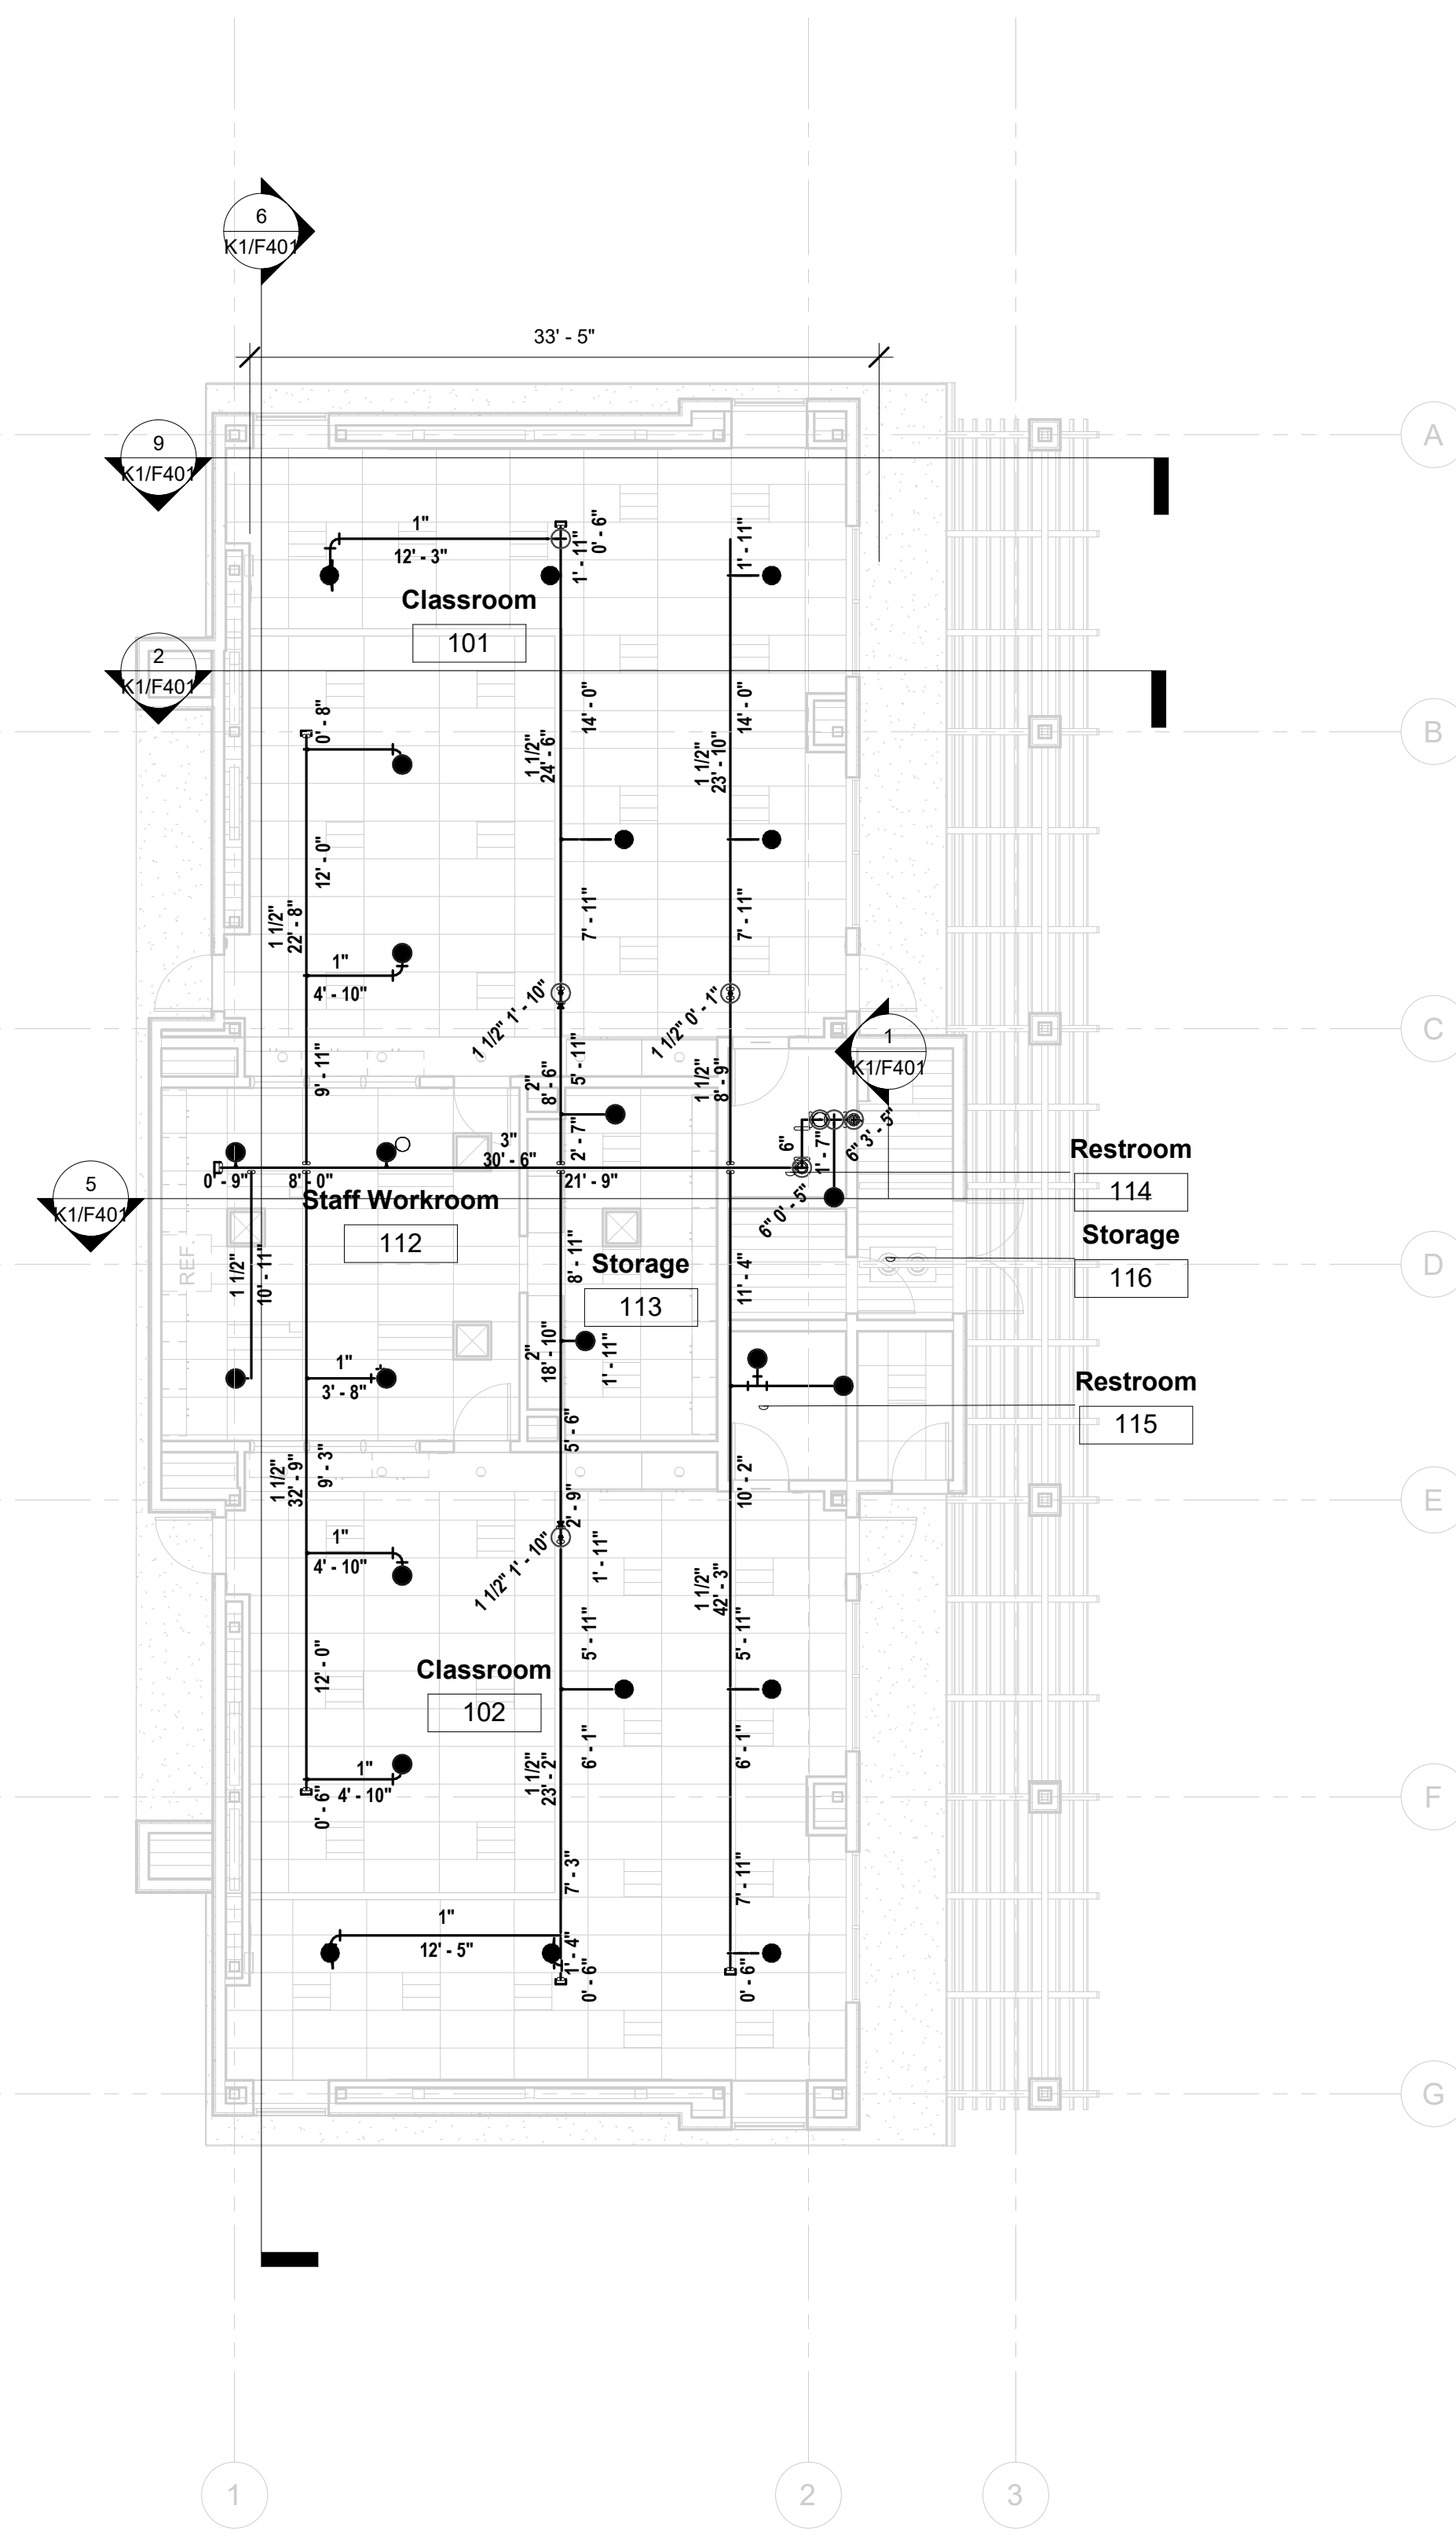 6
K1/F401
33' - 5"
A
9
K1/F401
1"
12' - 3"
1' - 11"
0' - 6"
1' - 11"
Classroom
101
2
K1/F401
B
0' - 8"
1 1/2"
24' - 6"
14' - 0"
1 1/2"
23' - 10"
14' - 0"
12' - 0"
1 1/2"
22' - 8"
7' - 11"
7' - 11"
1"
4' - 10"
1 1/2" 1' - 10"
1 1/2" 0' - 1"
C
1
K1/F401
9' - 11"
2"
8' - 6"
5' - 11"
1 1/2"
8' - 9"
2' - 7"
6"
1' - 7"
6" 3' - 5"
3"
30' - 6"
0' - 9"
8' - 0"
21' - 9"
6" 0' - 5"
Restroom
114
5
K1/F401
Staff Workroom
112
Storage
116
REF.
1 1/2"
10' - 11"
8' - 11"
Storage
113
11' - 4"
D
2"
18' - 10"
1' - 11"
1"
3' - 8"
Restroom
115
5' - 6"
1 1/2"
32' - 9"
9' - 3"
10' - 2"
2' - 9"
E
1"
4' - 10"
1 1/2" 1' - 10"
1' - 11"
1 1/2"
42' - 3"
5' - 11"
5' - 11"
12' - 0"
Classroom
102
6' - 1"
6' - 1"
1 1/2"
23' - 2"
1"
4' - 10"
0' - 6"
F
7' - 3"
7' - 11"
1"
12' - 5"
1' - 4"
0' - 6"
0' - 6"
G
1
2
3